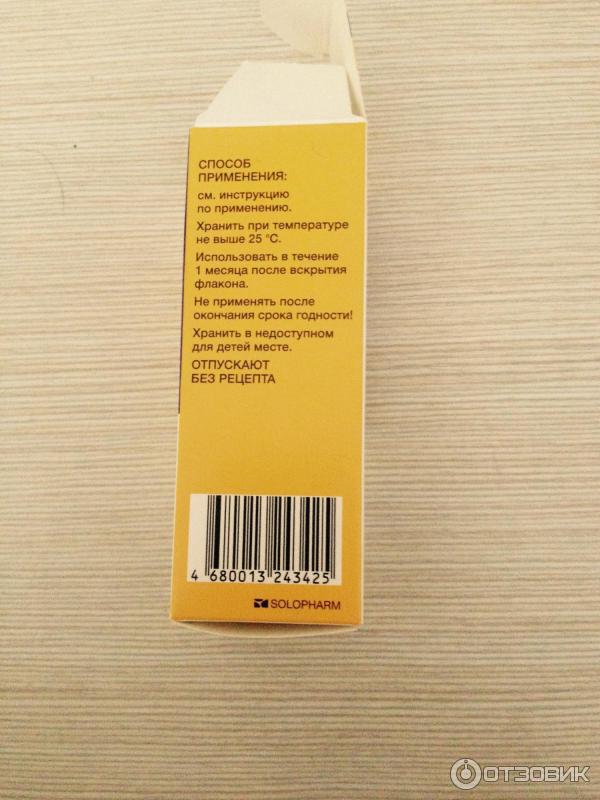 СПОСОБ
ПРИМЕНЕНИЯ:
см. инструкцию
по применению.
Хранить при температуре
не выше 25 °С.
Использовать в течение
1 месяца после вскрытия
флакона.
Не применять после
окончания срока годности!
Хранить в недоступном
для детей месте.
ОТПУСКАЮТ
БЕЗ РЕЦЕПТА
4 680013 243425
SOLOPHARM
ОТЗОВИК